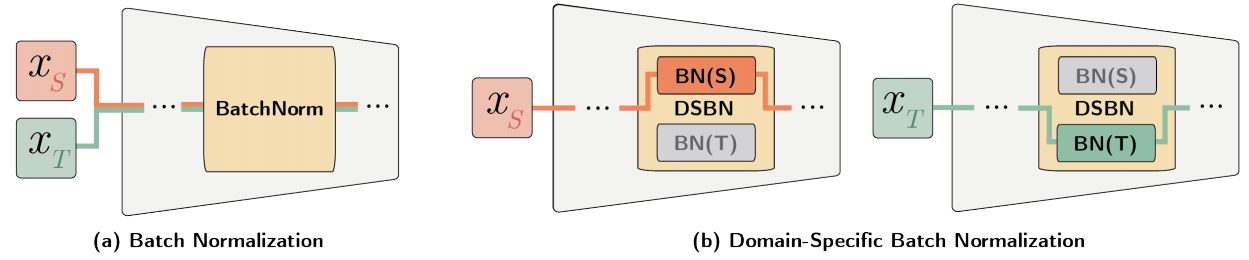 x_S
x_T
...
BatchNorm
...
(a) Batch Normalization
x_S
...
BN(S)
DSBN
BN(T)
...
x_T
...
BN(S)
DSBN
BN(T)
...
(b) Domain-Specific Batch Normalization